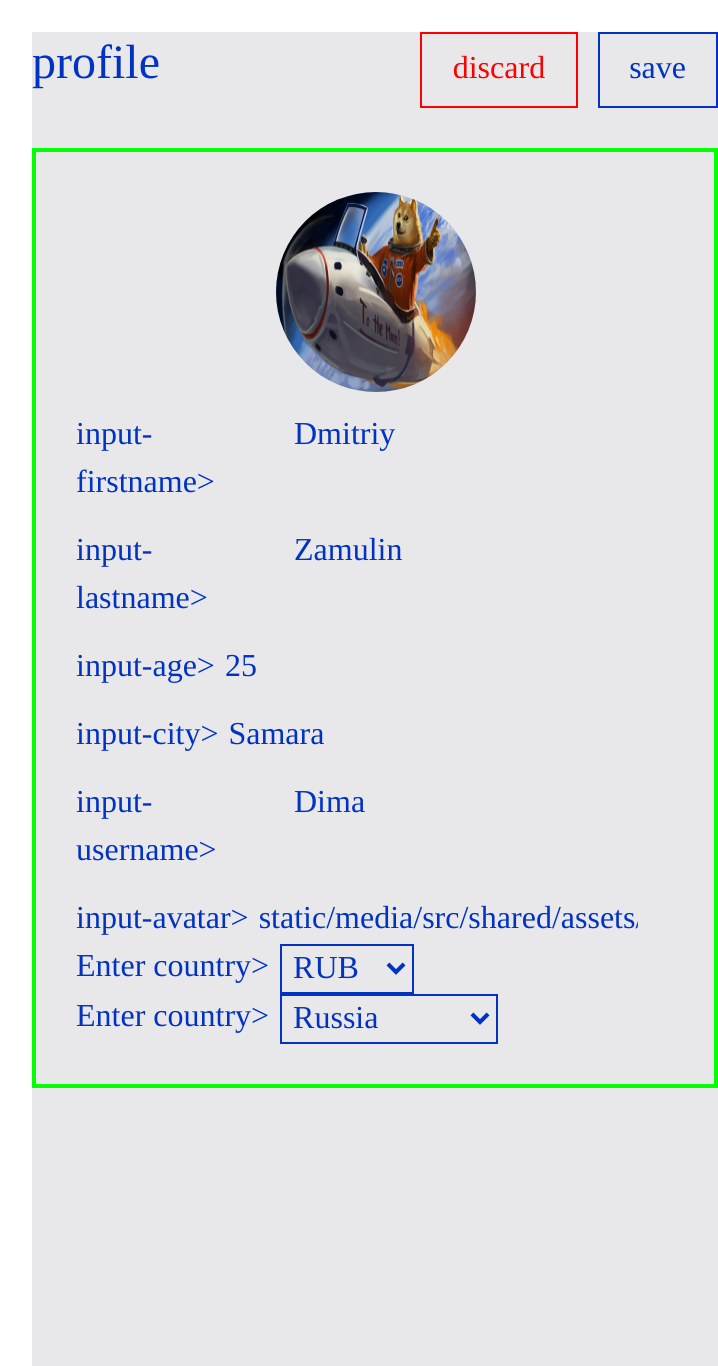 profile
discard
save
To the Moon!
input-
firstname>
Dmitriy
input-
lastname>
Zamulin
input-age> 25
input-city> Samara
input-
username>
Dima
input-avatar> static/media/src/shared/assets/
Enter country> RUB
Enter country> Russia